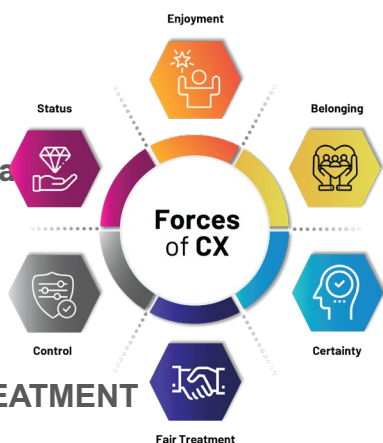 Enjoyment
Status
Belonging
Forces
of CX
Control
Certainty
EATMENT
Fair Treatment